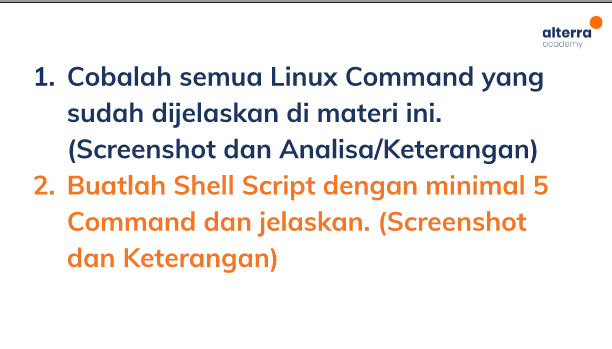 alterra
academy
1. Cobalah semua Linux Command yang
sudah dijelaskan di materi ini.
(Screenshot dan Analisa/Keterangan)
2. Buatlah Shell Script dengan minimal 5
Command dan jelaskan. (Screenshot
dan Keterangan)